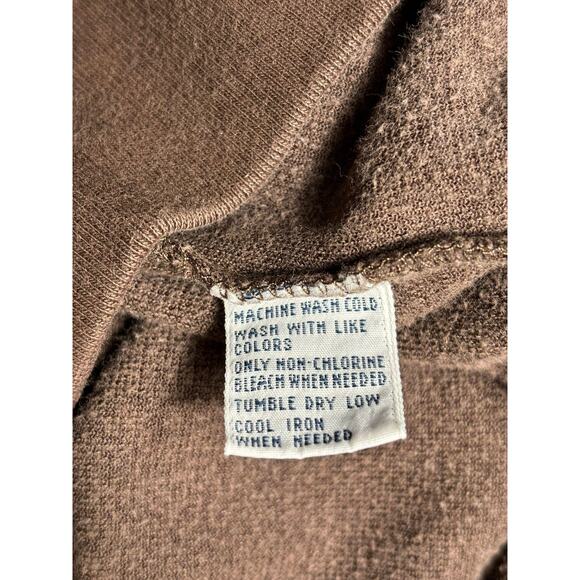 MACHINE WASH COLD
WASH WITH LIKE
COLORS
ONLY NON-CHLORINE
BLEACH WHEN NEEDED
TUMBLE DRY LOW
COOL IRON
WHEN NEEDED